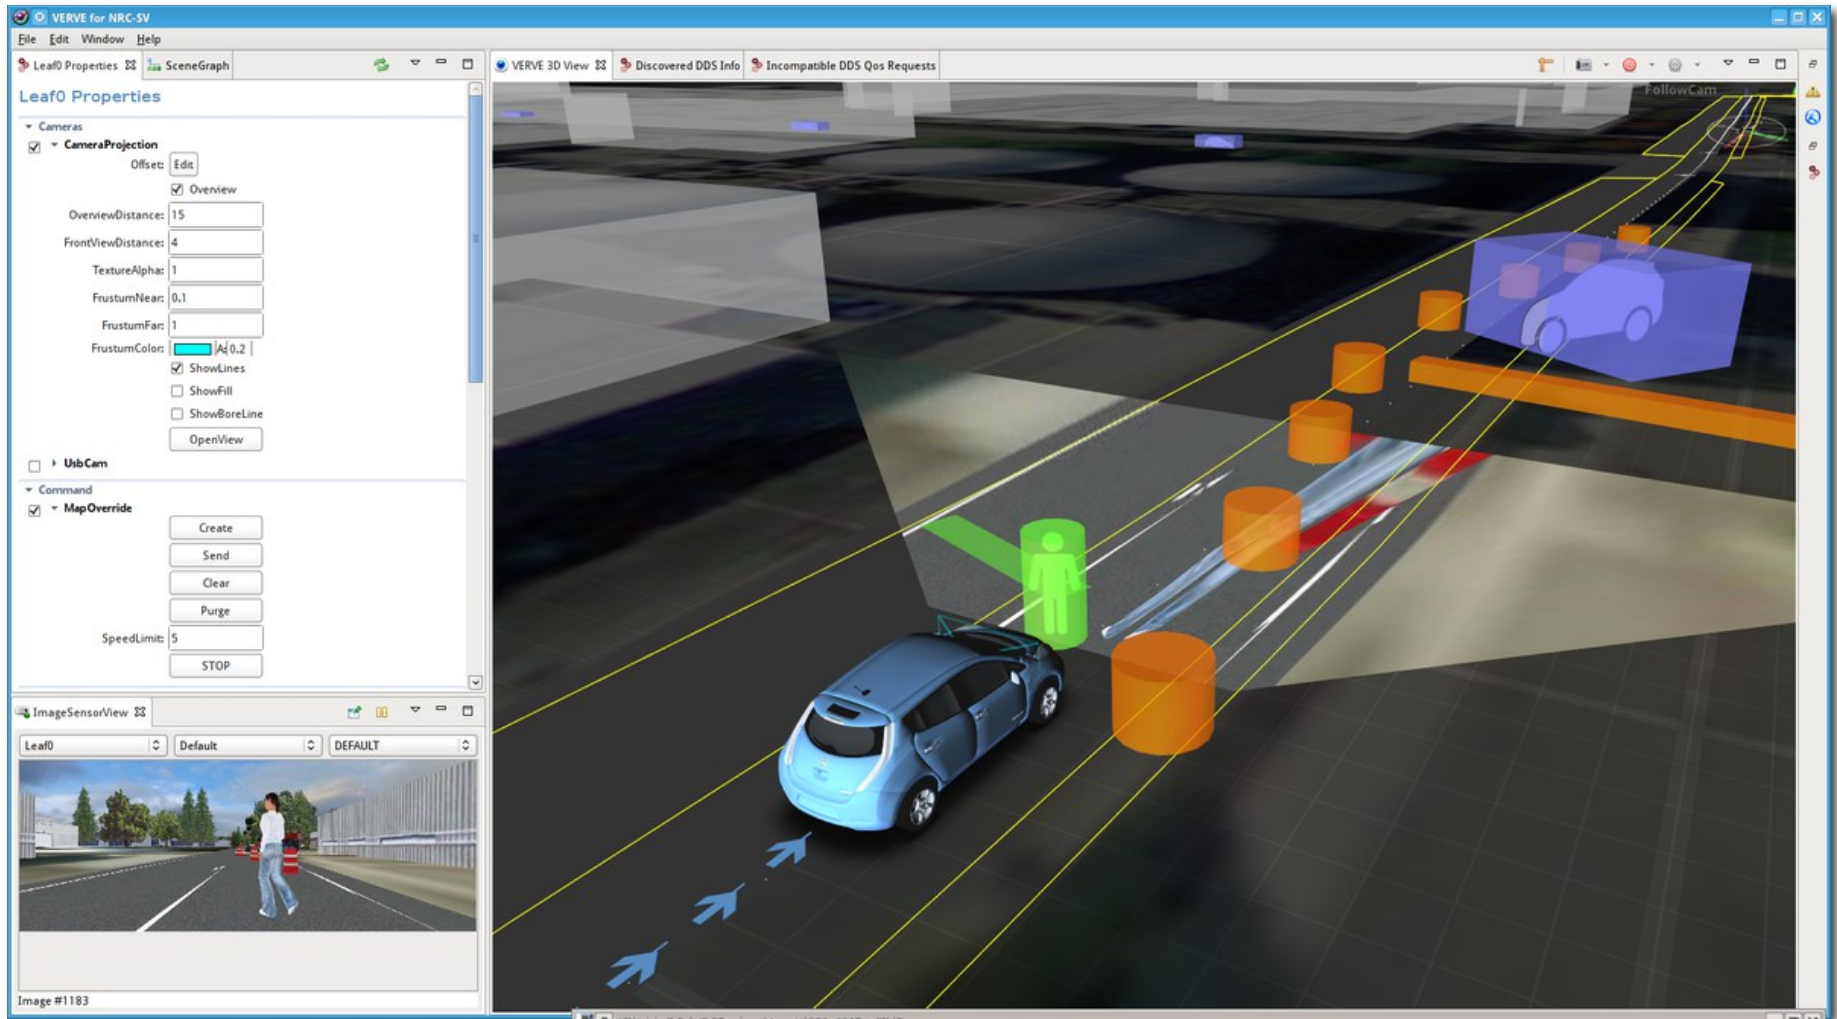 VERVE for NRC-SV
File Edit Window Help
Leaf0 Properties SceneGraph
Leaf0 Properties
Cameras
CameraProjection
Offset: Edit
Overview
OverviewDistance: 15
FrontViewDistance: 4
TextureAlpha: 1
FrustumNear: 0.1
FrustumFar: 1
FrustumColor: A: 0.2
ShowLines
ShowFill
ShowBoreLine
OpenView
UsbCam
Command
MapOverride
Create
Send
Clear
Purge
SpeedLimit: 5
STOP
ImageSensorView
Leaf0 Default DEFAULT
Image #1183
VERVE 3D View Discovered DDS Info Incompatible DDS Qos Requests
FollowCam